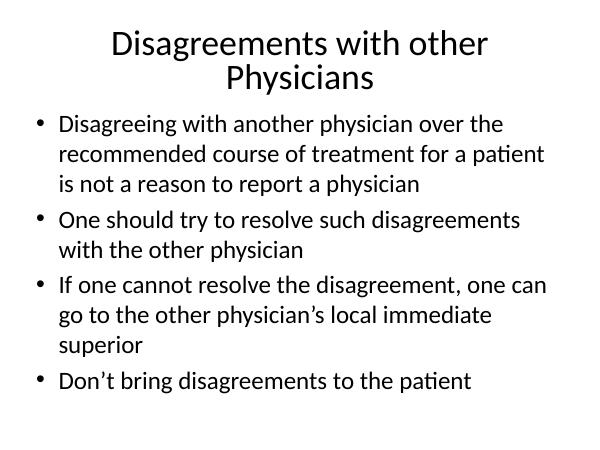 Disagreements with other
Physicians
• Disagreeing with another physician over the
recommended course of treatment for a patient
is not a reason to report a physician
• One should try to resolve such disagreements
with the other physician
• If one cannot resolve the disagreement, one can
go to the other physician’s local immediate
superior
• Don’t bring disagreements to the patient